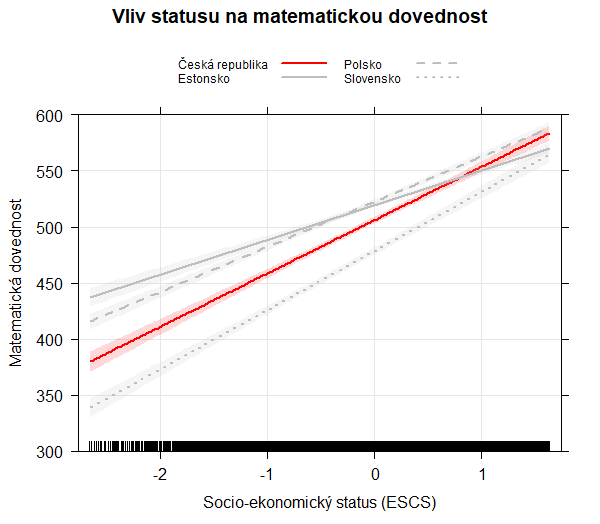 Vliv statusu na matematickou dovednost
Česká republika Polsko
Estonsko Slovensko
600
550
500
450
400
350
300
Matematická dovednost
-2 -1 0 1
Socio-ekonomický status (ESCS)